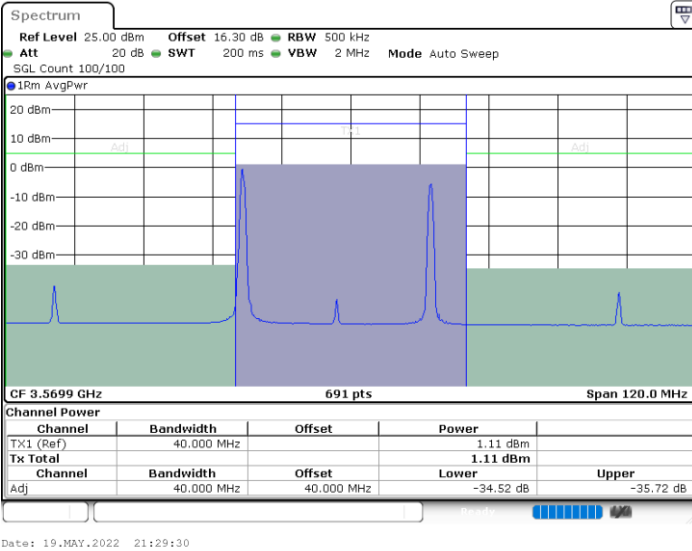 Spectrum
Ref Level 25.00 dBm Offset 16.30 dB RBW 500 kHz
Att 20 dB SWT 200 ms VBW 2 MHz Mode Auto Sweep
SGL Count 100/100
1Rm AvgPwr
20 dBm
TX1
10 dBm
Adj Adj
0 dBm
-10 dBm
-20 dBm
-30 dBm
CF 3.5699 GHz 691 pts Span 120.0 MHz
Channel Power
Channel Bandwidth Offset Power
TX1 (Ref) 40.000 MHz 1.11 dBm
Tx Total 1.11 dBm
Channel Bandwidth Offset Lower Upper
Adj 40.000 MHz 40.000 MHz -34.52 dB -35.72 dB
Ready
Date: 19.MAY.2022 21:29:30